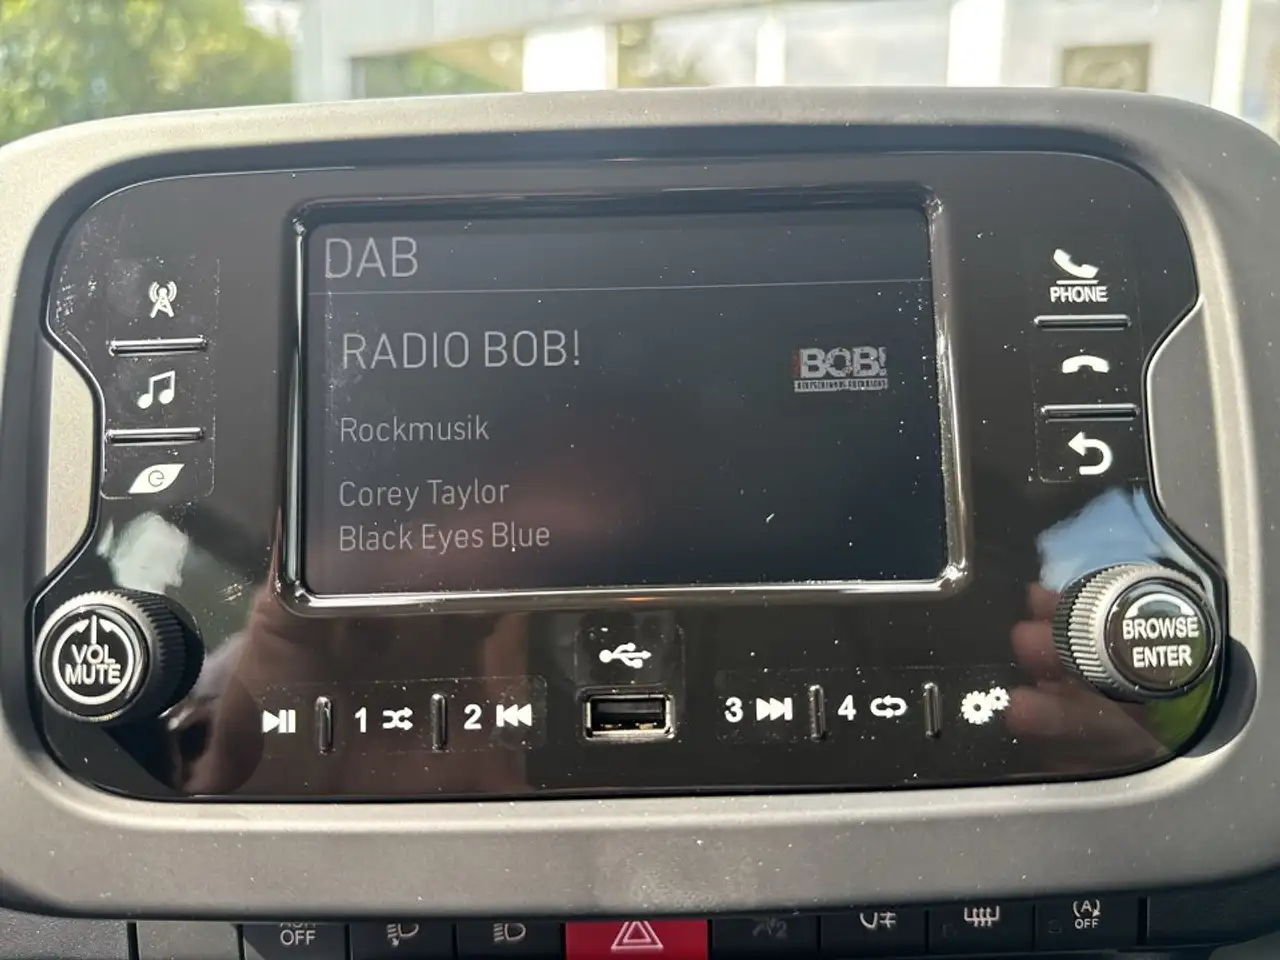 DAB
RADIO BOB!
BOB!
Rockmusik
Corey Taylor
Black Eyes Blue
PHONE
VOL
MUTE
BROWSE
ENTER
1
2
3
4
OFF
A
OFF